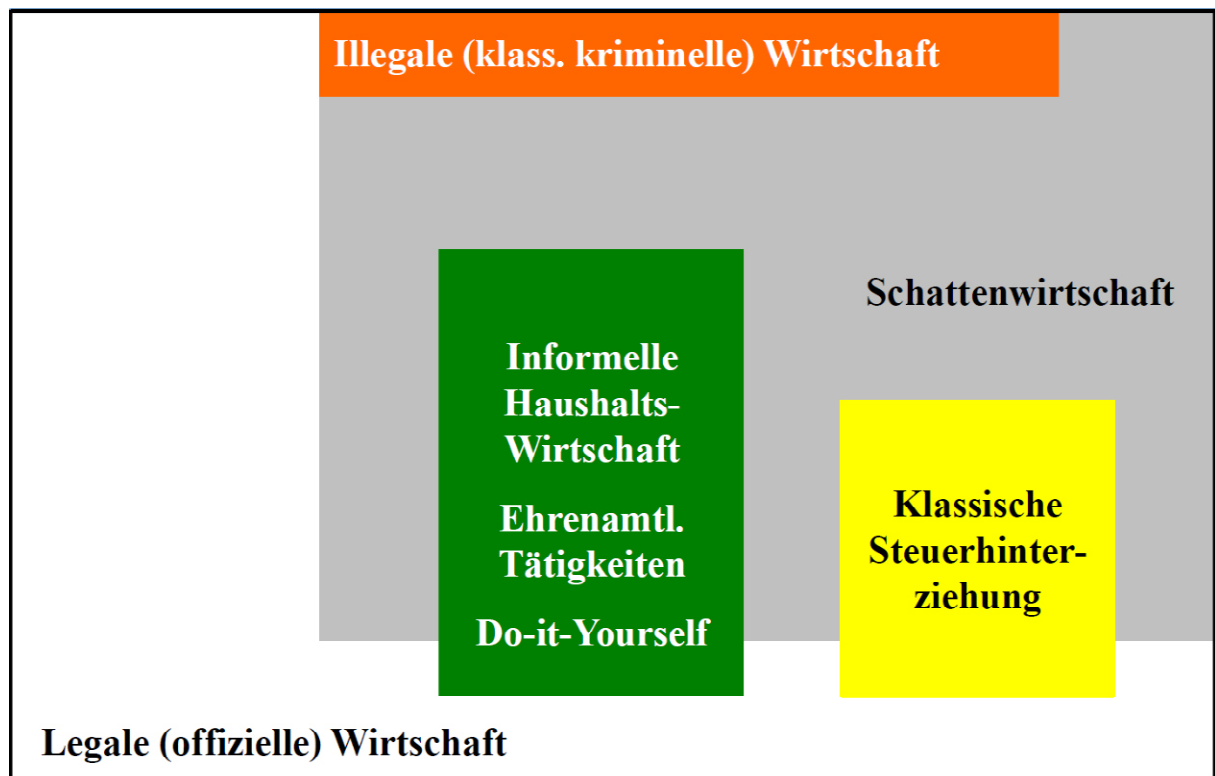 Illegale (klass. kriminelle) Wirtschaft
Schattenwirtschaft
Informelle
Haushalts-
Wirtschaft
Ehrenamtl.
Tätigkeiten
Do-it-Yourself
Klassische
Steuerhinter-
ziehung
Legale (offizielle) Wirtschaft